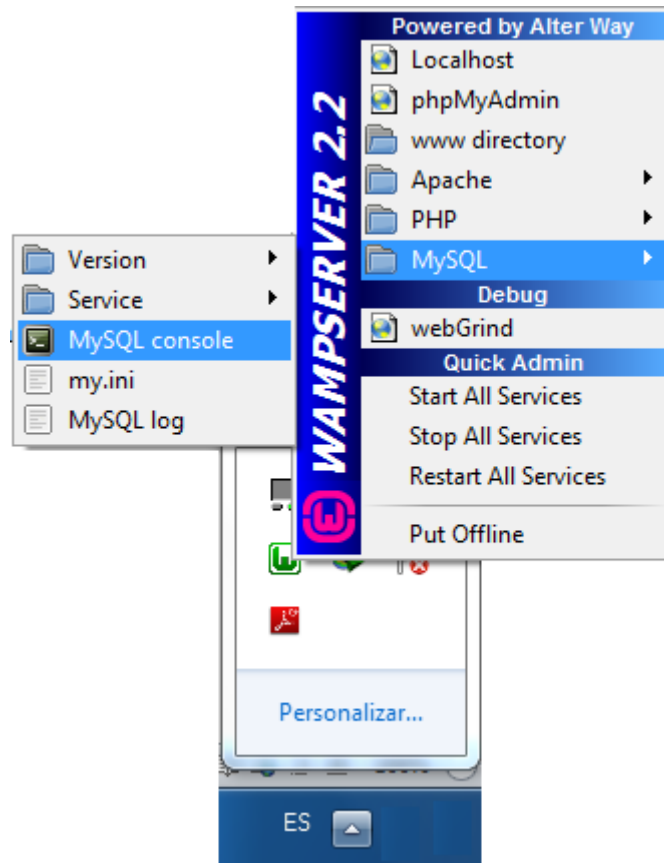 Powered by Alter Way
WAMPSERVER 2.2
Localhost
phpMyAdmin
www directory
Apache
PHP
MySQL
Version
Service
MySQL console
my.ini
MySQL log
Debug
webGrind
Quick Admin
Start All Services
Stop All Services
Restart All Services
Put Offline
Personalizar...
ES